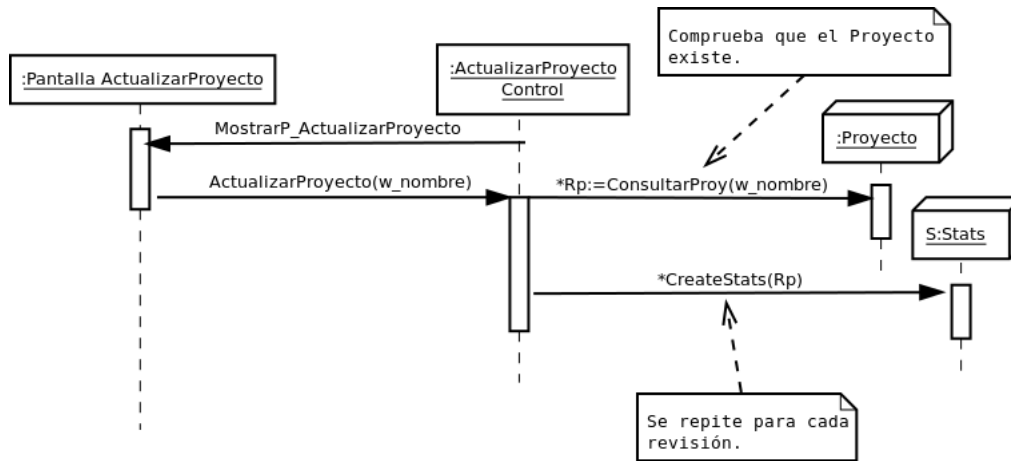 Comprueba que el Proyecto
existe.
:Pantalla ActualizarProyecto
:ActualizarProyecto
Control
MostrarP_ActualizarProyecto
:Proyecto
ActualizarProyecto(w_nombre)
*Rp:=ConsultarProy(w_nombre)
S:Stats
*CreateStats(Rp)
Se repite para cada
revisión.